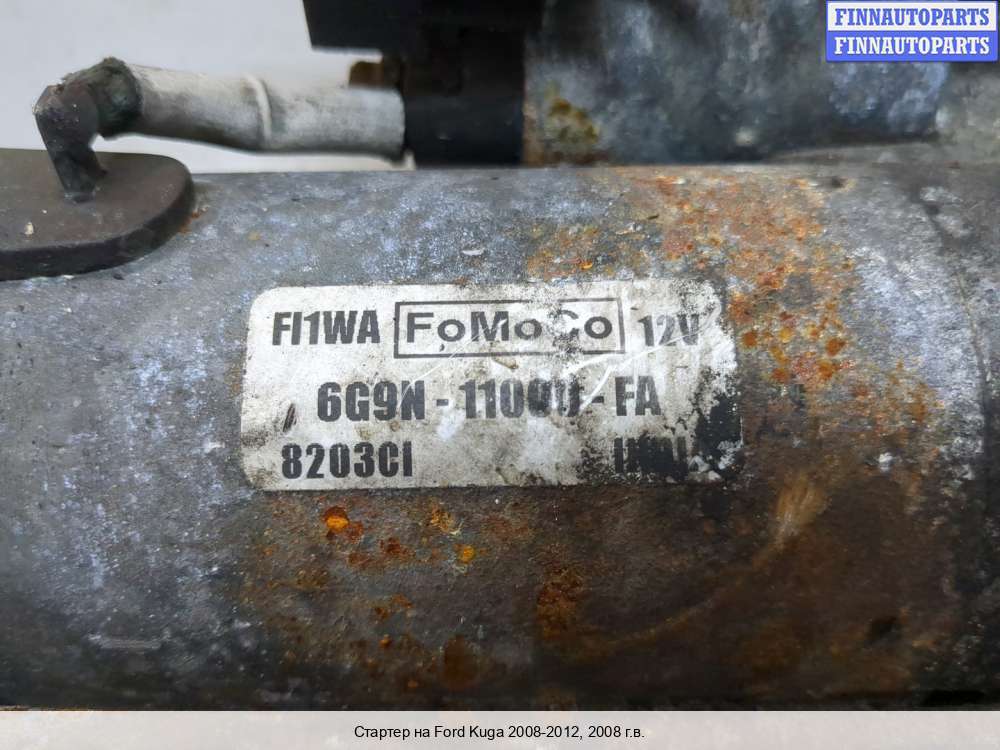 FINNAUTOPARTS
FINNAUTOPARTS
FI1WA FoMoCo 12V
6G9N - 11000 - FA
8203CI
Стартер на Ford Kuga 2008-2012, 2008 г.в.